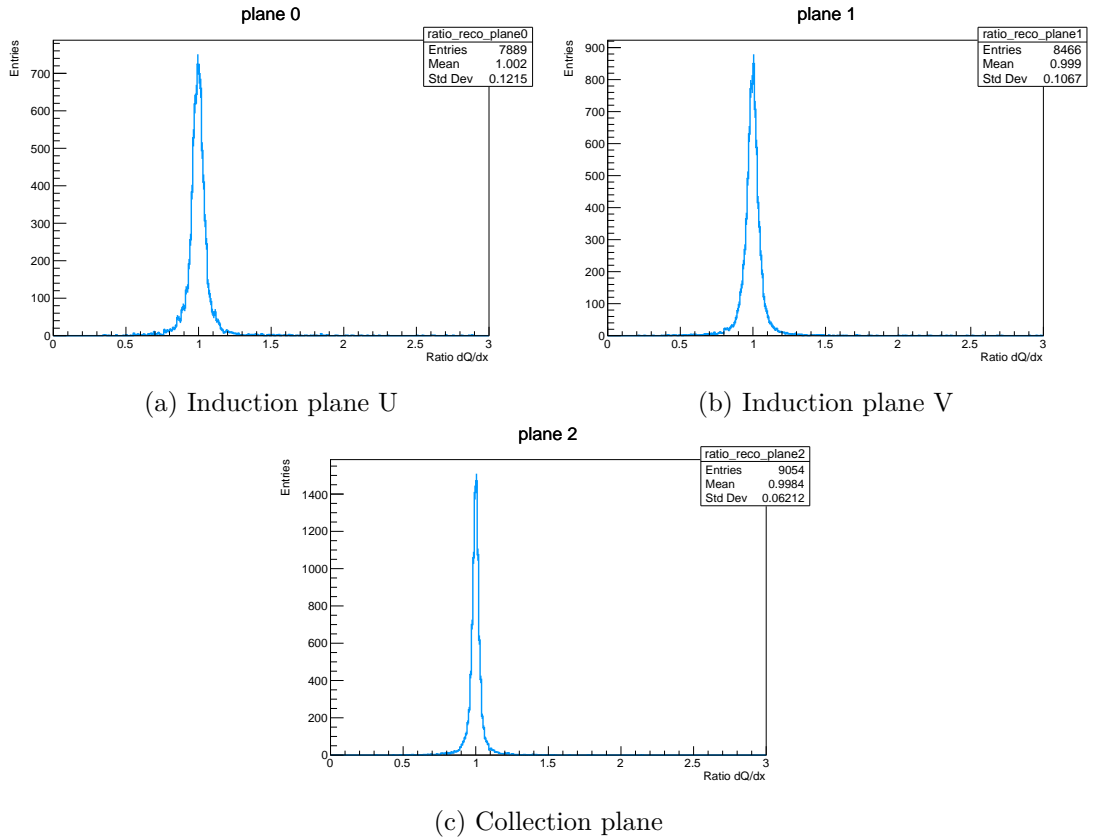 plane 0
ratio_reco_plane0
Entries 7889
Mean 1.002
Std Dev 0.1215
Entries
700
600
500
400
300
200
100
0
0 0.5 1 1.5 2 2.5 3
Ratio dQ/dx
(a) Induction plane U
plane 1
ratio_reco_plane1
Entries 8466
Mean 0.999
Std Dev 0.1067
Entries
900
800
700
600
500
400
300
200
100
0
0 0.5 1 1.5 2 2.5 3
Ratio dQ/dx
(b) Induction plane V
plane 2
ratio_reco_plane2
Entries 9054
Mean 0.9984
Std Dev 0.06212
Entries
1400
1200
1000
800
600
400
200
0
0 0.5 1 1.5 2 2.5 3
Ratio dQ/dx
(c) Collection plane